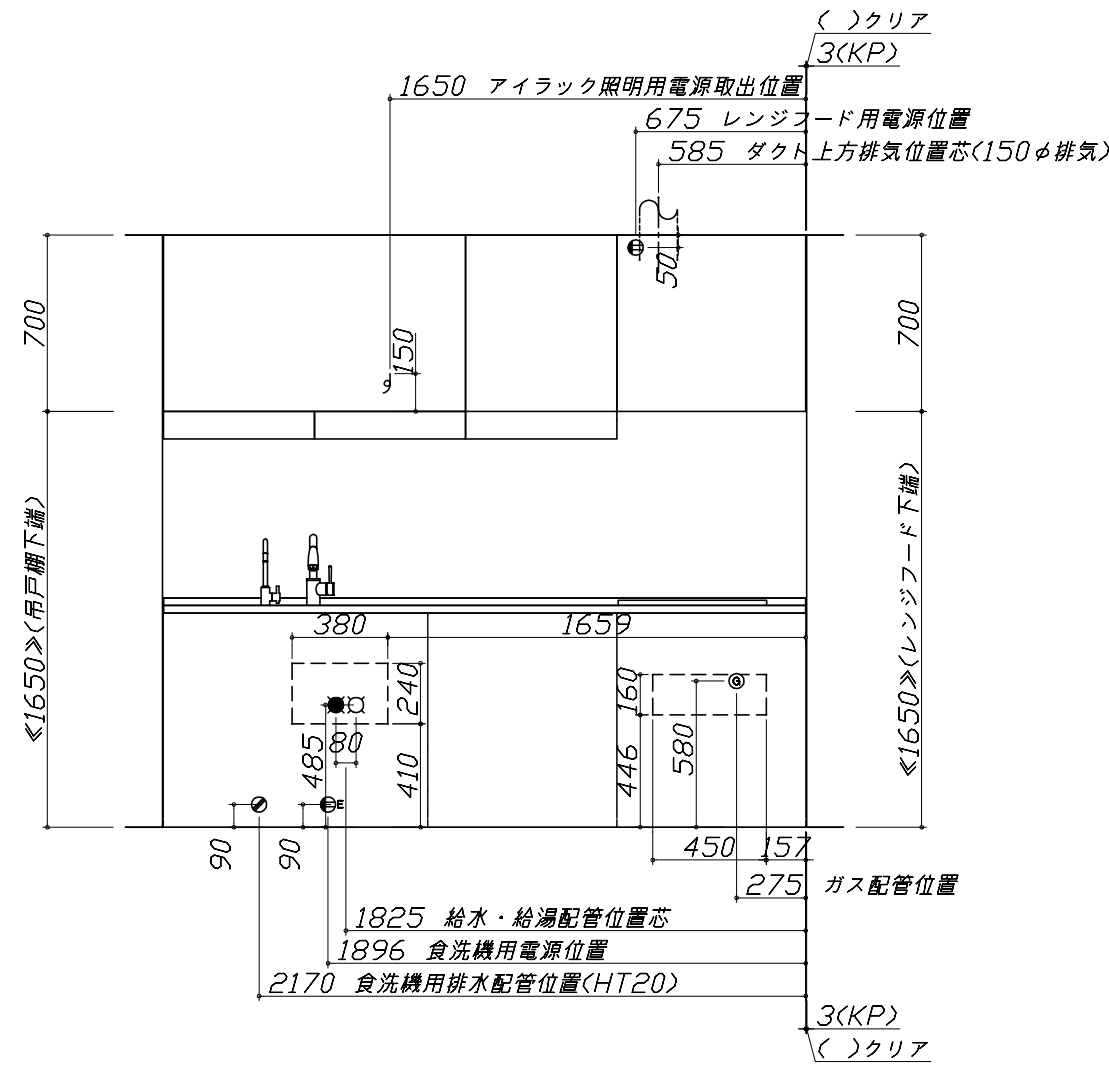 ( )クリア
3(KP)
1650 アイラック照明用電源取出位置
675 レンジフード用電源位置
585 ダクト上方排気位置芯(150φ排気)
50
700
700
150
≪1650≫(吊戸棚下端)
≪1650≫(レンジフード下端)
380
1659
240
160
G
485
80
410
446
580
E
90
90
450
157
275 ガス配管位置
1825 給水・給湯配管位置芯
1896 食洗機用電源位置
2170 食洗機用排水配管位置(HT20)
3(KP)
( )クリア